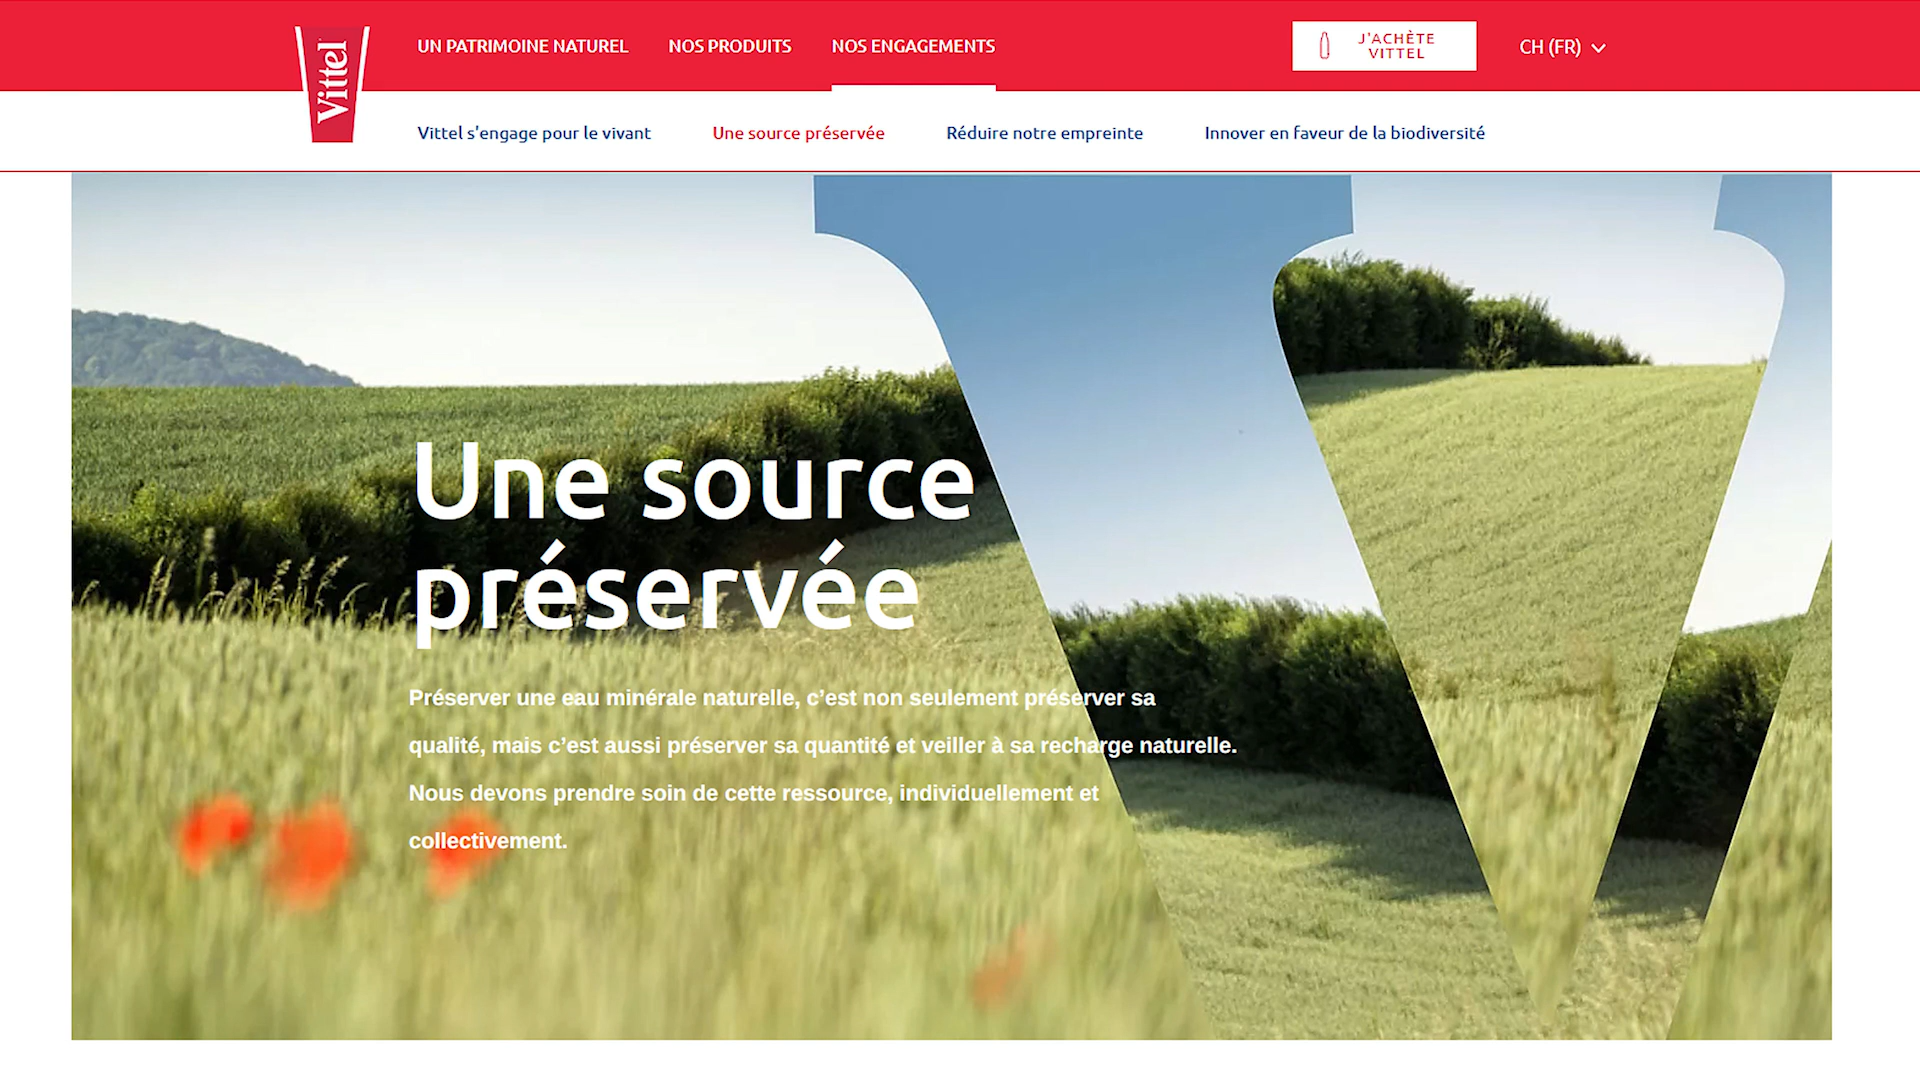 Vittel
UN PATRIMOINE NATUREL
NOS PRODUITS
NOS ENGAGEMENTS
J'ACHÈTE
VITTEL
CH (FR)
Vittel s'engage pour le vivant
Une source préservée
Réduire notre empreinte
Innover en faveur de la biodiversité
Une source
préservée
Préserver une eau minérale naturelle, c’est non seulement préserver sa
qualité, mais c’est aussi préserver sa quantité et veiller à sa recharge naturelle.
Nous devons prendre soin de cette ressource, individuellement et
collectivement.